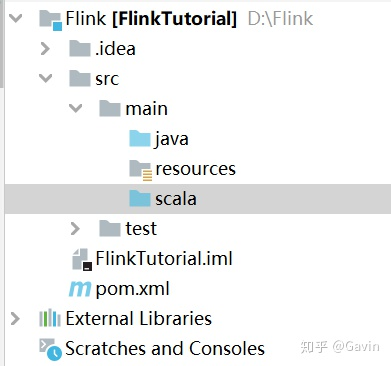 Flink [FlinkTutorial] D:\Flink
.idea
src
main
java
resources
scala
test
FlinkTutorial.iml
pom.xml
External Libraries
Scratches and Consoles
知乎 @Gavin